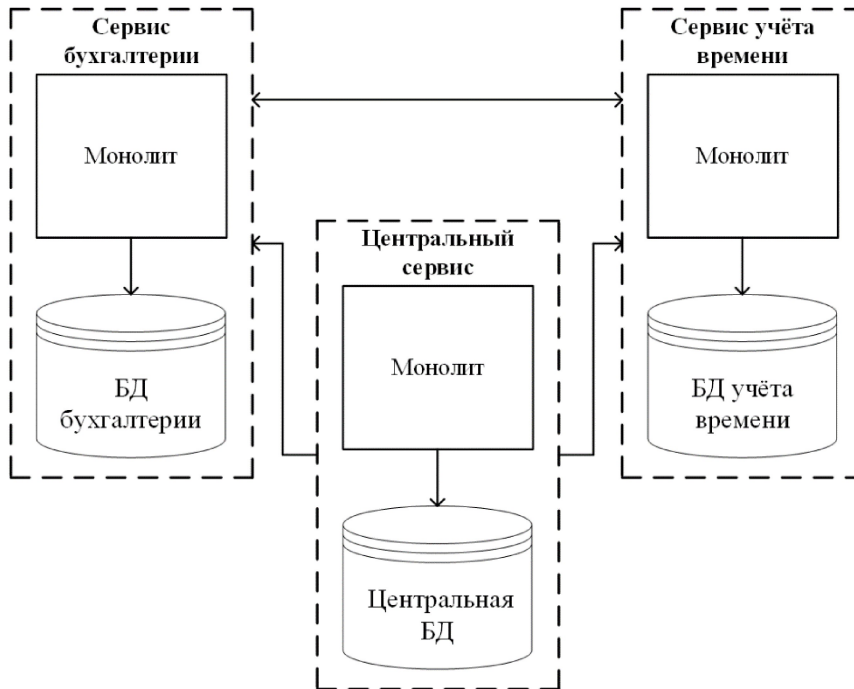 Сервис
бухгалтерии
Монолит
БД
бухгалтерии
Сервис учёта
времени
Монолит
БД учёта
времени
Центральный
сервис
Монолит
Центральная
БД